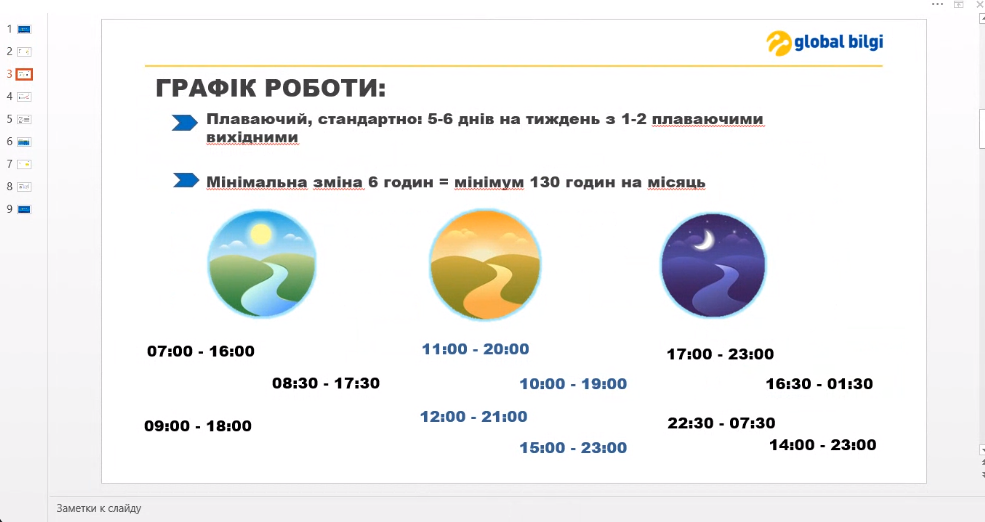 global bilgi
1
2
3
4
5
6
7
8
9
ГРАФІК РОБОТИ:
Плаваючий, стандартно: 5-6 днів на тиждень з 1-2 плаваючими
вихідними
Мінімальна зміна 6 годин = мінімум 130 годин на місяць
07:00 - 16:00
08:30 - 17:30
09:00 - 18:00
11:00 - 20:00
10:00 - 19:00
12:00 - 21:00
15:00 - 23:00
17:00 - 23:00
16:30 - 01:30
22:30 - 07:30
14:00 - 23:00
Заметки к слайду